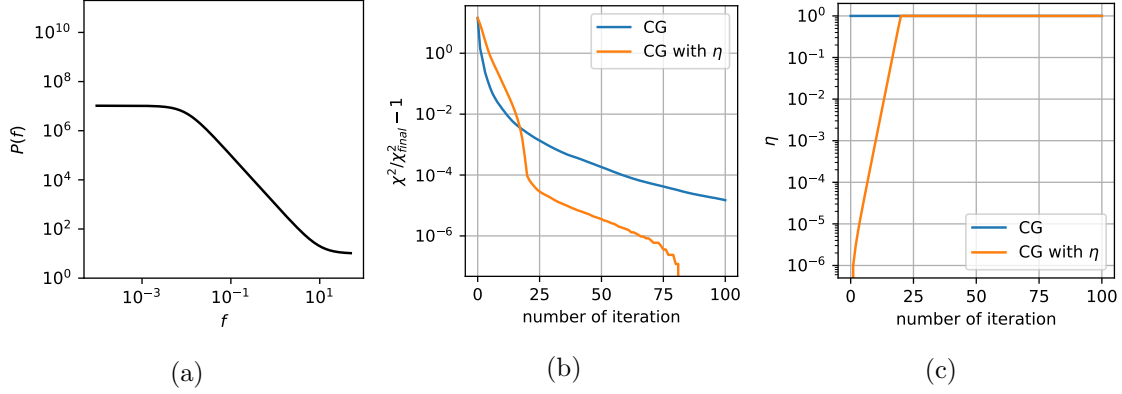 10^{10}
10^{8}
10^{6}
10^{4}
10^{2}
10^{0}
P(f)
10^{-3}
10^{-1}
10^{1}
f
(a)
CG
CG with η
10^{0}
10^{-2}
10^{-4}
10^{-6}
χ^{2}/χ^{2}_{final} − 1
0 25 50 75 100
number of iteration
(b)
10^{0}
10^{-1}
10^{-2}
10^{-3}
10^{-4}
10^{-5}
10^{-6}
η
CG
CG with η
0 25 50 75 100
number of iteration
(c)